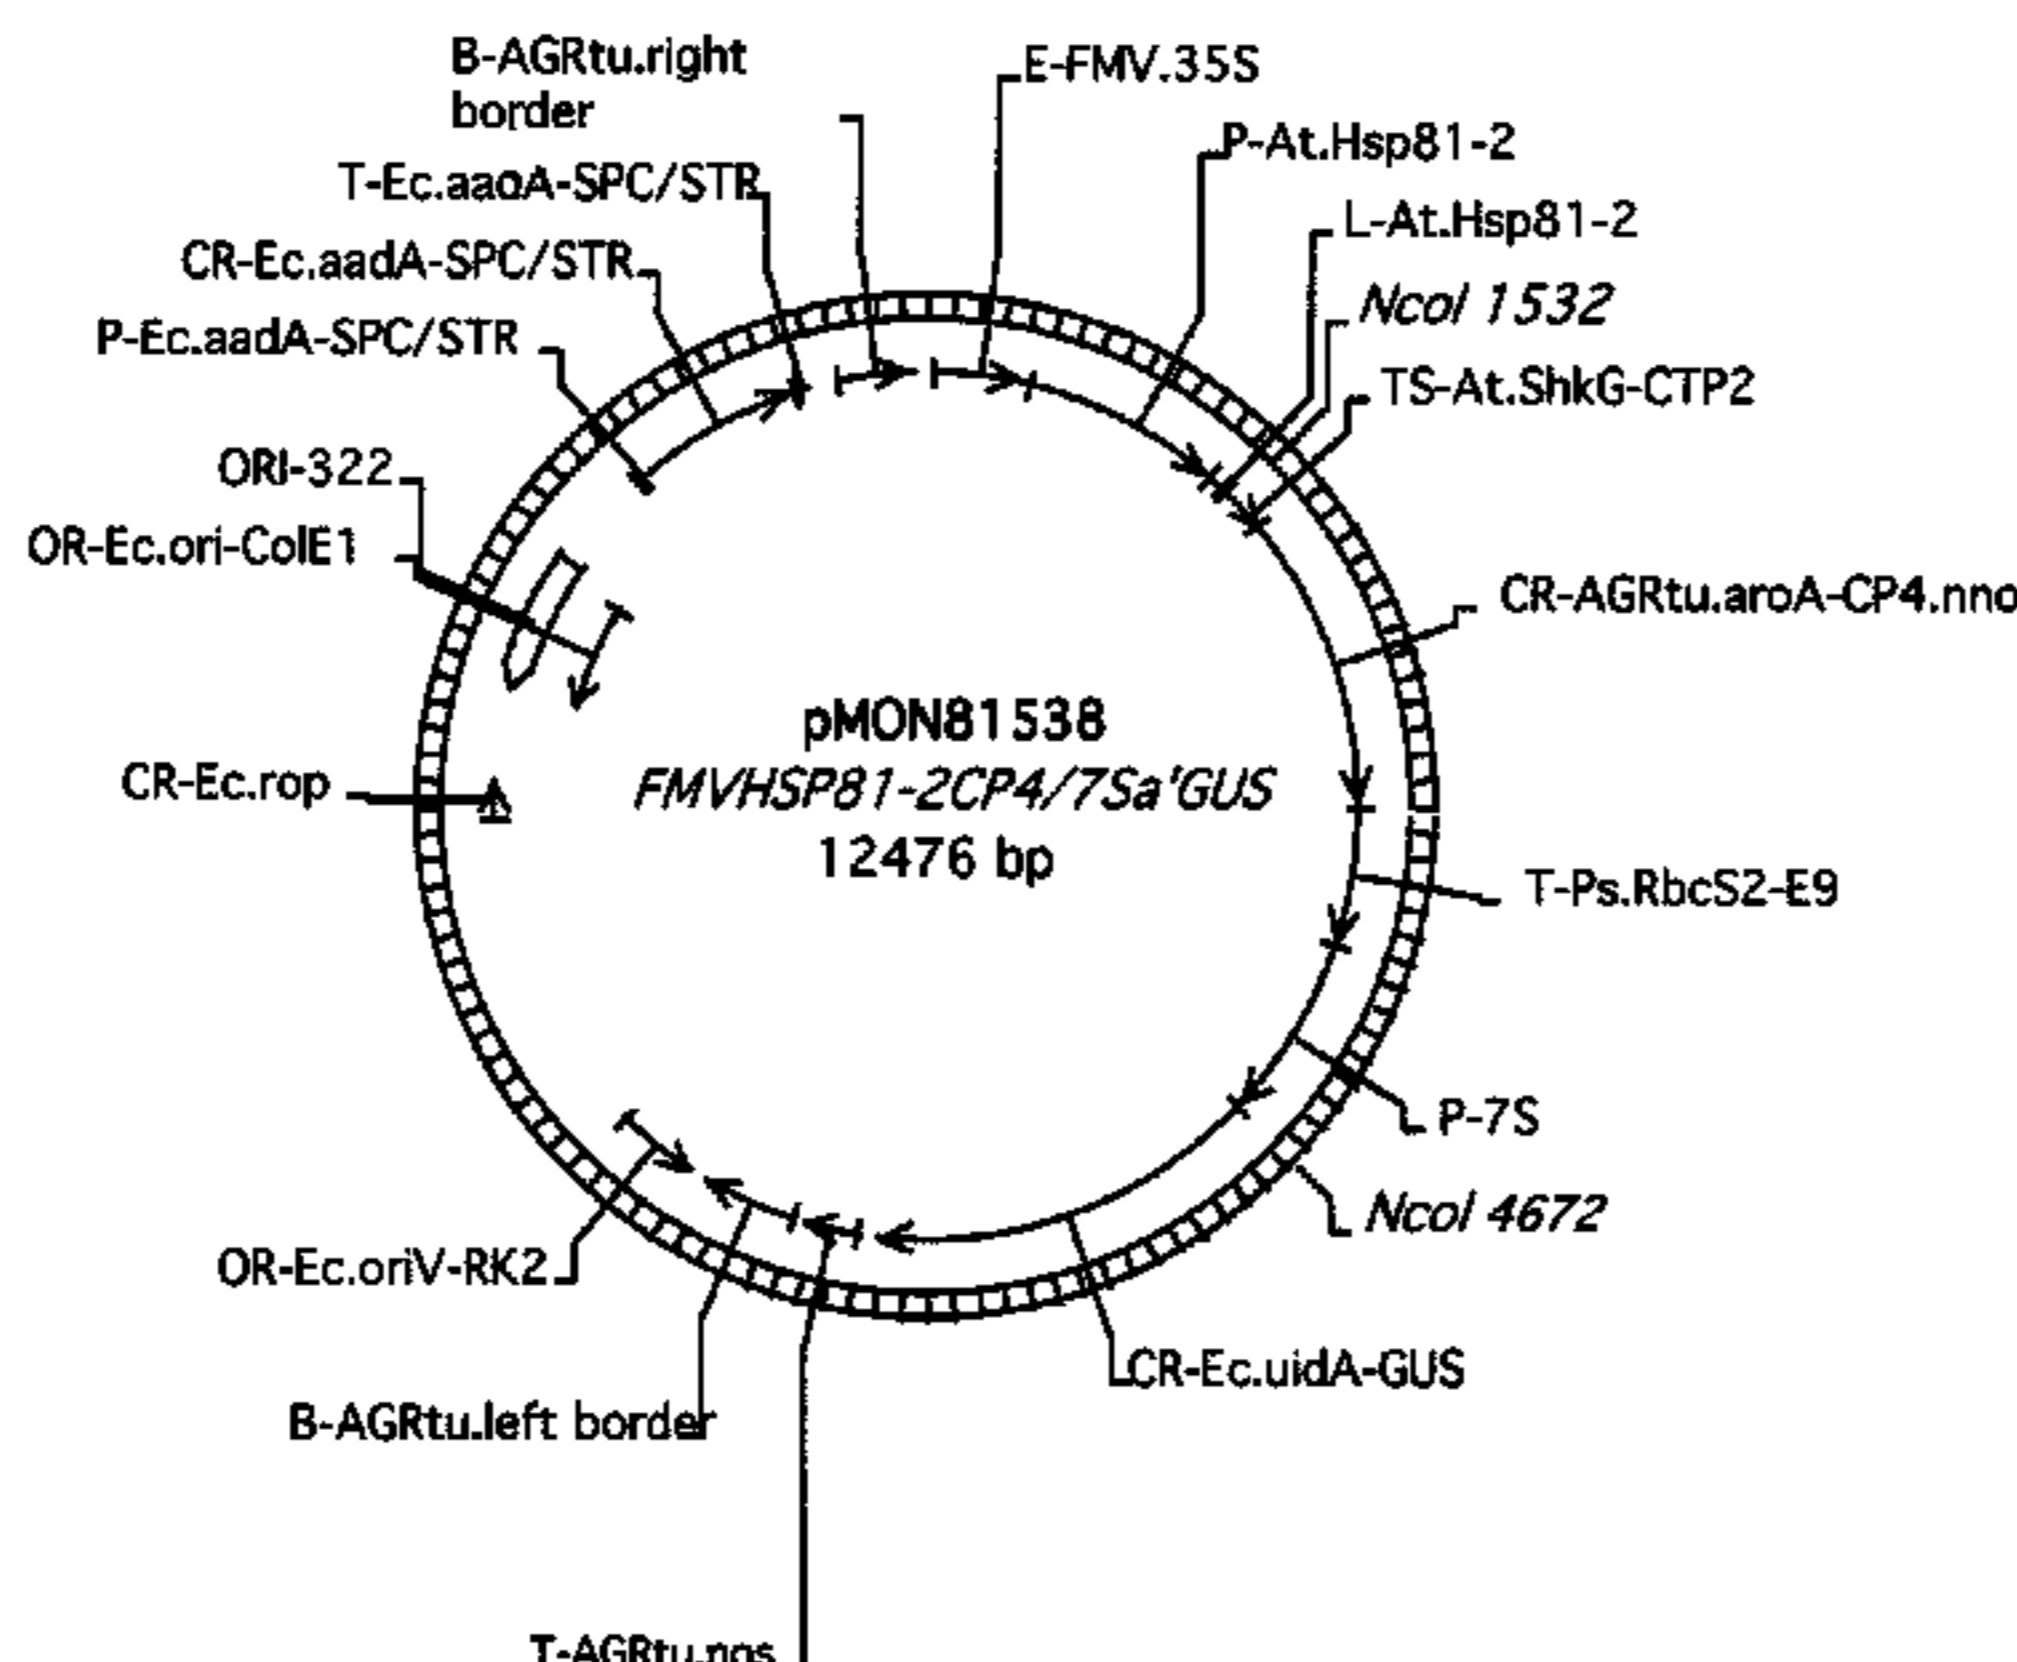 B-AGRtu.right
border
E-FMV.35S
P-At.Hsp81-2
T-Ec.aaoA-SPC/STR
L-At.Hsp81-2
CR-Ec.aadA-SPC/STR
NcoI 1532
P-Ec.aadA-SPC/STR
TS-At.ShkG-CTP2
ORI-322
OR-Ec.ori-ColE1
CR-AGRtu.aroA-CP4.nno
pMON81538
CR-Ec.rop
FMVHSP81-2CP4/7Sa'GUS
12476 bp
T-Ps.RbcS2-E9
P-7S
NcoI 4672
OR-Ec.oriV-RK2
CR-Ec.uidA-GUS
B-AGRtu.left border
T-AGRtu.nos